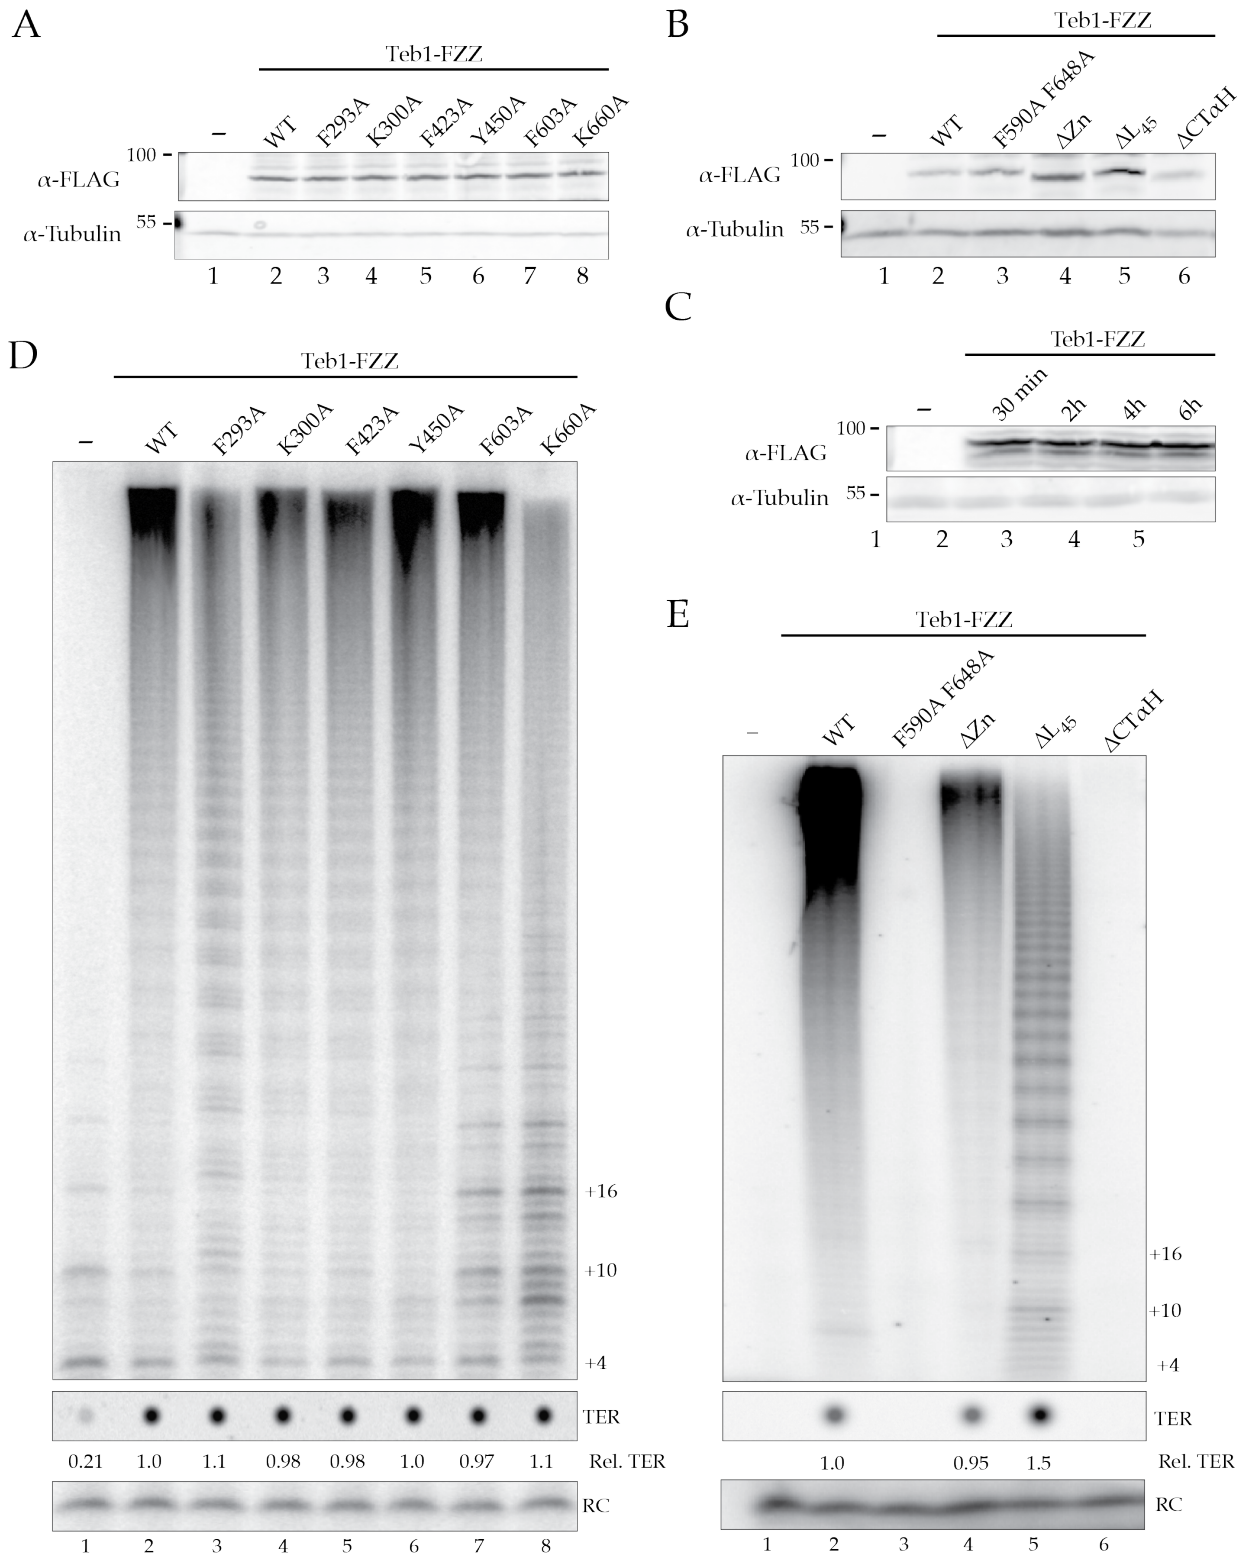 A
Teb1-FZZ
– WT F293A K300A F423A Y450A F603A K660A
100
α-FLAG
55
α-Tubulin
1 2 3 4 5 6 7 8
B
Teb1-FZZ
– WT F590A F648A ΔZn ΔL45 ΔCTαH
100
α-FLAG
55
α-Tubulin
1 2 3 4 5 6
C
Teb1-FZZ
– 30 min 2h 4h 6h
100
α-FLAG
55
α-Tubulin
1 2 3 4 5
D
Teb1-FZZ
– WT F293A K300A F423A Y450A F603A K660A
+16
+10
+4
TER
0.21 1.0 1.1 0.98 0.98 1.0 0.97 1.1 Rel. TER
RC
1 2 3 4 5 6 7 8
E
Teb1-FZZ
– WT F590A F648A ΔZn ΔL45 ΔCTαH
+16
+10
+4
TER
1.0 0.95 1.5 Rel. TER
RC
1 2 3 4 5 6